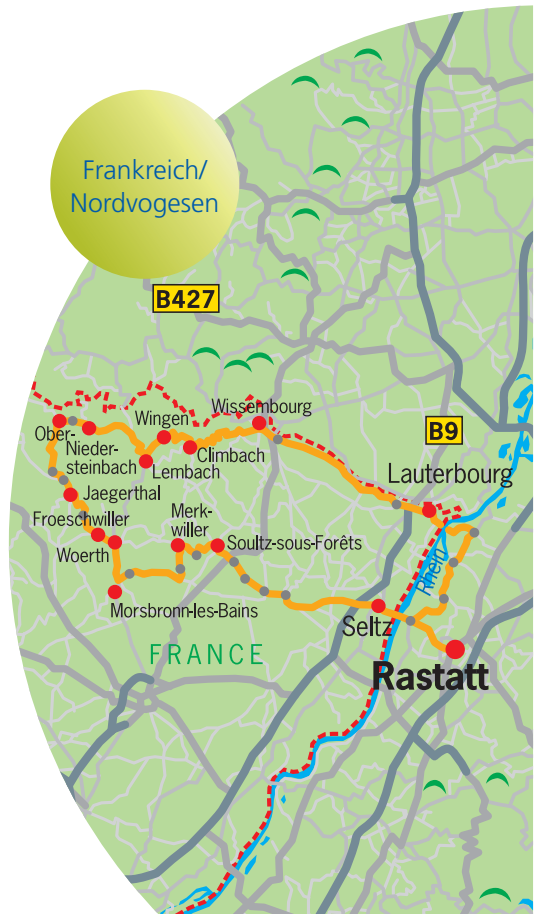 Frankreich/
Nordvogesen
B427
Wissembourg
Wingen
B9
Ober-
Nieder-
steinbach
Climbach
Lembach
Lauterbourg
Jaegerthal
Froeschwiller
Merk-
willer
Soultz-sous-Forêts
Woerth
Rhein
Morsbronn-les-Bains
Seltz
FRANCE
Rastatt